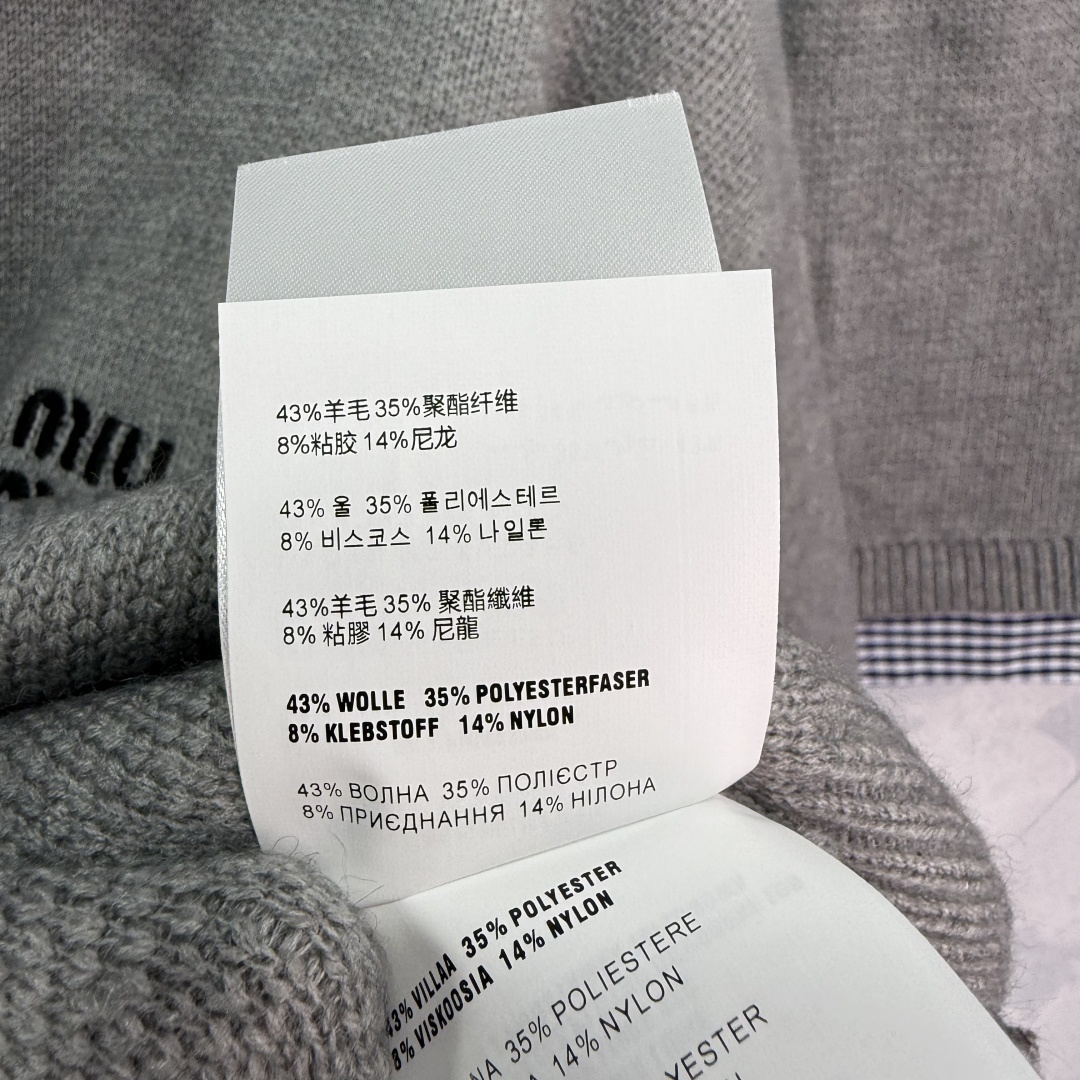 miu
43%羊毛 35%聚酯纤维
8%粘胶 14%尼龙
43% 울 35% 폴리에스테르
8% 비스코스 14% 나일론
43%羊毛 35% 聚酯纖維
8% 粘膠 14% 尼龍
43% WOLLE 35% POLYESTERFASER
8% KLEBSTOFF 14% NYLON
43% ВОЛНА 35% ПОЛІЄСТР
8% ПРИЄДНАННЯ 14% НІЛОНА
43% VILLAA 35% POLYESTER
8% VISKOOSIA 14% NYLON
35% POLIESTERE
14% NYLON